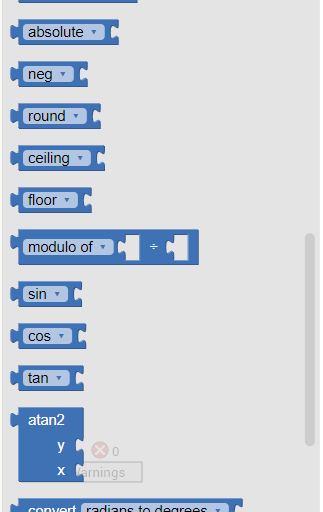 absolute
neg
round
ceiling
floor
modulo of ÷
sin
cos
tan
atan2
y
0
x
arnings
convert radians to degrees